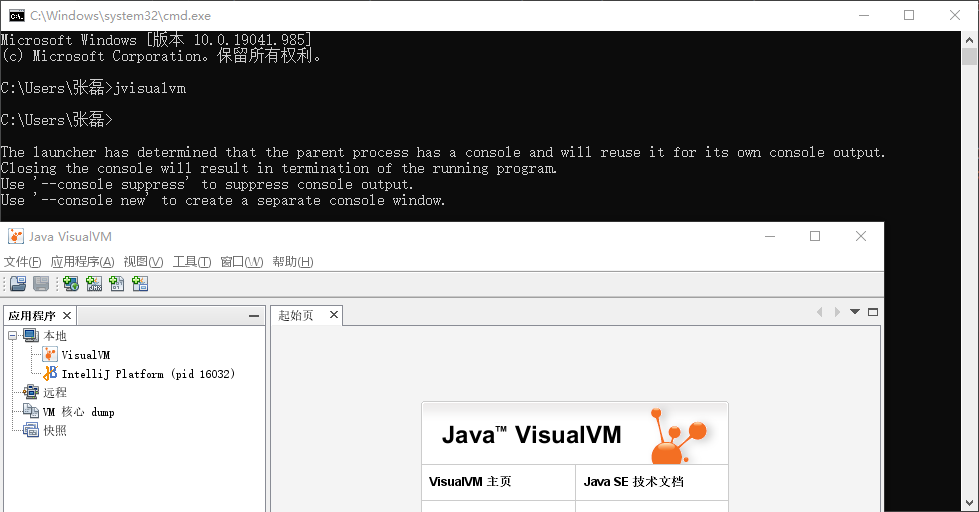 C:\Windows\system32\cmd.exe
Microsoft Windows [版本 10.0.19041.985]
(c) Microsoft Corporation。保留所有权利。
C:\Users\张磊>jvisualvm
C:\Users\张磊>
The launcher has determined that the parent process has a console and will reuse it for its own console output.
Closing the console will result in termination of the running program.
Use '--console suppress' to suppress console output.
Use '--console new' to create a separate console window.
Java VisualVM
文件(F) 应用程序(A) 视图(V) 工具(T) 窗口(W) 帮助(H)
应用程序
起始页
本地
VisualVM
IntelliJ Platform (pid 16032)
远程
VM 核心 dump
快照
Java™ VisualVM
VisualVM 主页
Java SE 技术文档